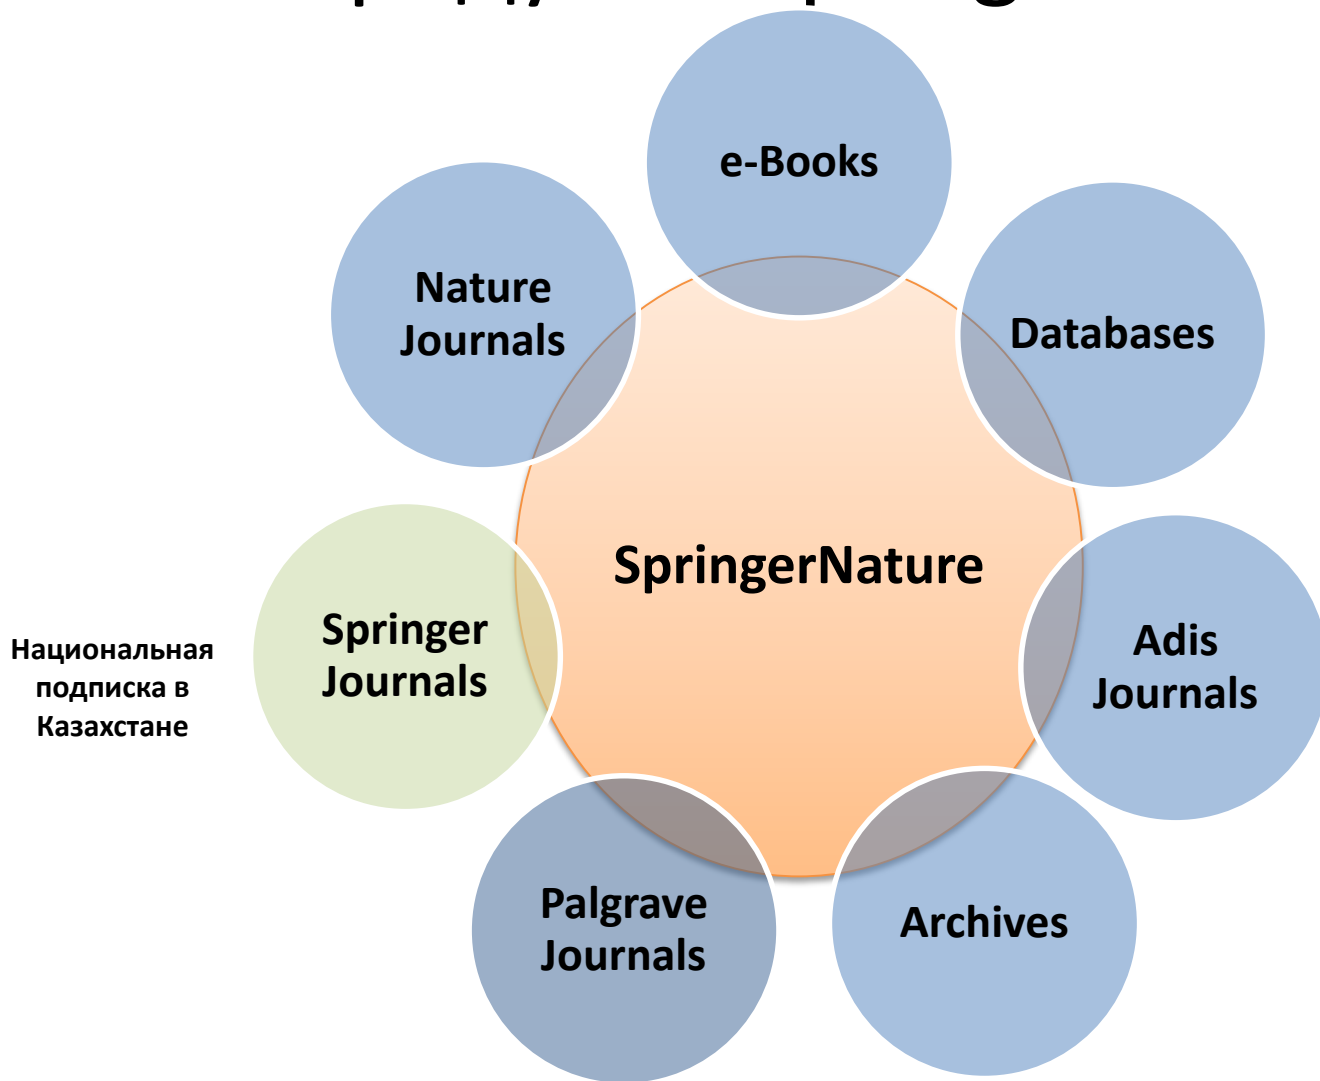 e-Books
Nature
Journals
Databases
SpringerNature
Springer
Journals
Adis
Journals
Национальная
подписка в
Казахстане
Palgrave
Journals
Archives